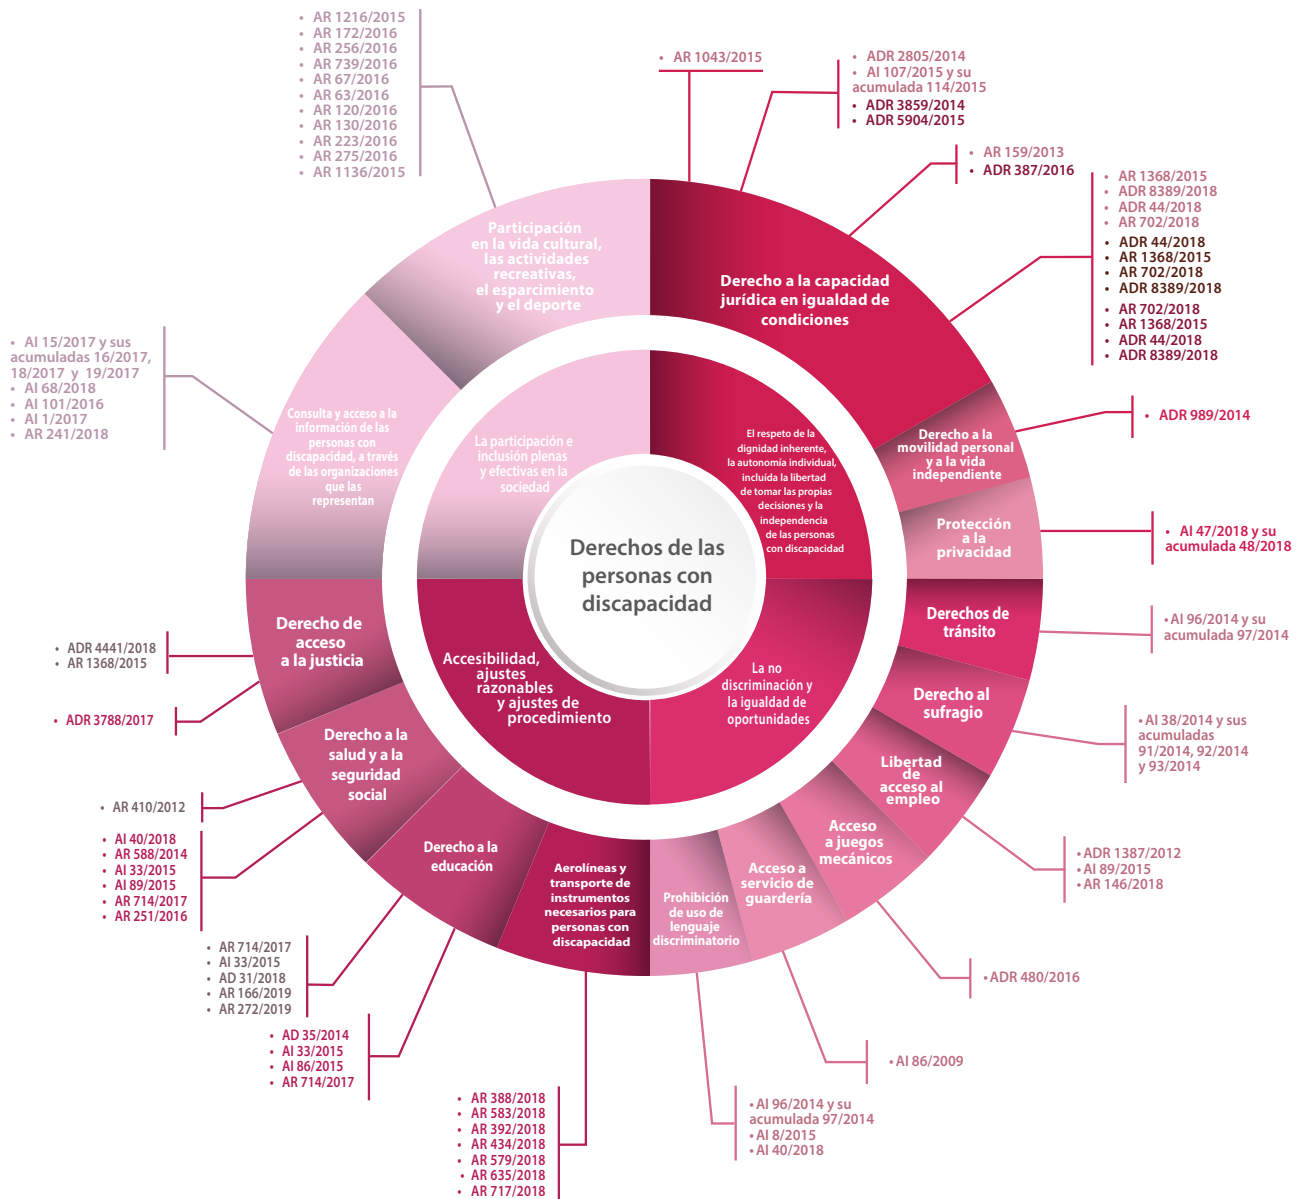 • AR 1216/2015
• AR 172/2016
• AR 256/2016
• AR 739/2016
• AR 67/2016
• AR 63/2016
• AR 120/2016
• AR 130/2016
• AR 223/2016
• AR 275/2016
• AR 1136/2015
• AR 1043/2015
• ADR 2805/2014
• AI 107/2015 y su
acumulada 114/2015
• ADR 3859/2014
• ADR 5904/2015
• AR 159/2013
• ADR 387/2016
• AR 1368/2015
• ADR 8389/2018
• ADR 44/2018
• AR 702/2018
• ADR 44/2018
• AR 1368/2015
• AR 702/2018
• ADR 8389/2018
• AR 702/2018
• AR 1368/2015
• ADR 44/2018
• ADR 8389/2018
• ADR 989/2014
• AI 47/2018 y su
acumulada 48/2018
• AI 96/2014 y su
acumulada 97/2014
• AI 38/2014 y sus
acumuladas
91/2014, 92/2014
y 93/2014
• ADR 1387/2012
• AI 89/2015
• AR 146/2018
• ADR 480/2016
• AI 86/2009
• AI 96/2014 y su
acumulada 97/2014
• AI 8/2015
• AI 40/2018
• AR 388/2018
• AR 583/2018
• AR 392/2018
• AR 434/2018
• AR 579/2018
• AR 635/2018
• AR 717/2018
• AD 35/2014
• AI 33/2015
• AI 86/2015
• AR 714/2017
• AR 714/2017
• AI 33/2015
• AD 31/2018
• AR 166/2019
• AR 272/2019
• AI 40/2018
• AR 588/2014
• AI 33/2015
• AI 89/2015
• AR 714/2017
• AR 251/2016
• AR 410/2012
• ADR 3788/2017
• ADR 4441/2018
• AR 1368/2015
• AI 15/2017 y sus
acumuladas 16/2017,
18/2017 y 19/2017
• AI 68/2018
• AI 101/2016
• AI 1/2017
• AR 241/2018
Participación
en la vida cultural,
las actividades
recreativas,
el esparcimiento
y el deporte
Derecho a la capacidad
jurídica en igualdad de
condiciones
Derecho a la
movilidad personal
y a la vida
independiente
Protección
a la
privacidad
Derechos de
tránsito
Derecho al
sufragio
Libertad
de
acceso al
empleo
Acceso
a juegos
mecánicos
Acceso a
servicio de
guardería
Prohibición
de uso de
lenguaje
discriminatorio
Aerolíneas y
transporte de
instrumentos
necesarios para
personas con
discapacidad
Derecho a la
educación
Derecho a la
salud y a la
seguridad
social
Derecho de
acceso
a la justicia
Consulta y acceso a la
información de las
personas con
discapacidad, a través
de las organizaciones
que las
representan
La participación e
inclusión plenas
y efectivas en la
sociedad
El respeto de la
dignidad inherente,
la autonomía individual,
incluída la libertad
de tomar las propias
decisiones y la
independencia
de las personas
con discapacidad
La no
discriminación y
la igualdad de
oportunidades
Accesibilidad,
ajustes
razonables
y ajustes de
procedimiento
Derechos de las
personas con
discapacidad